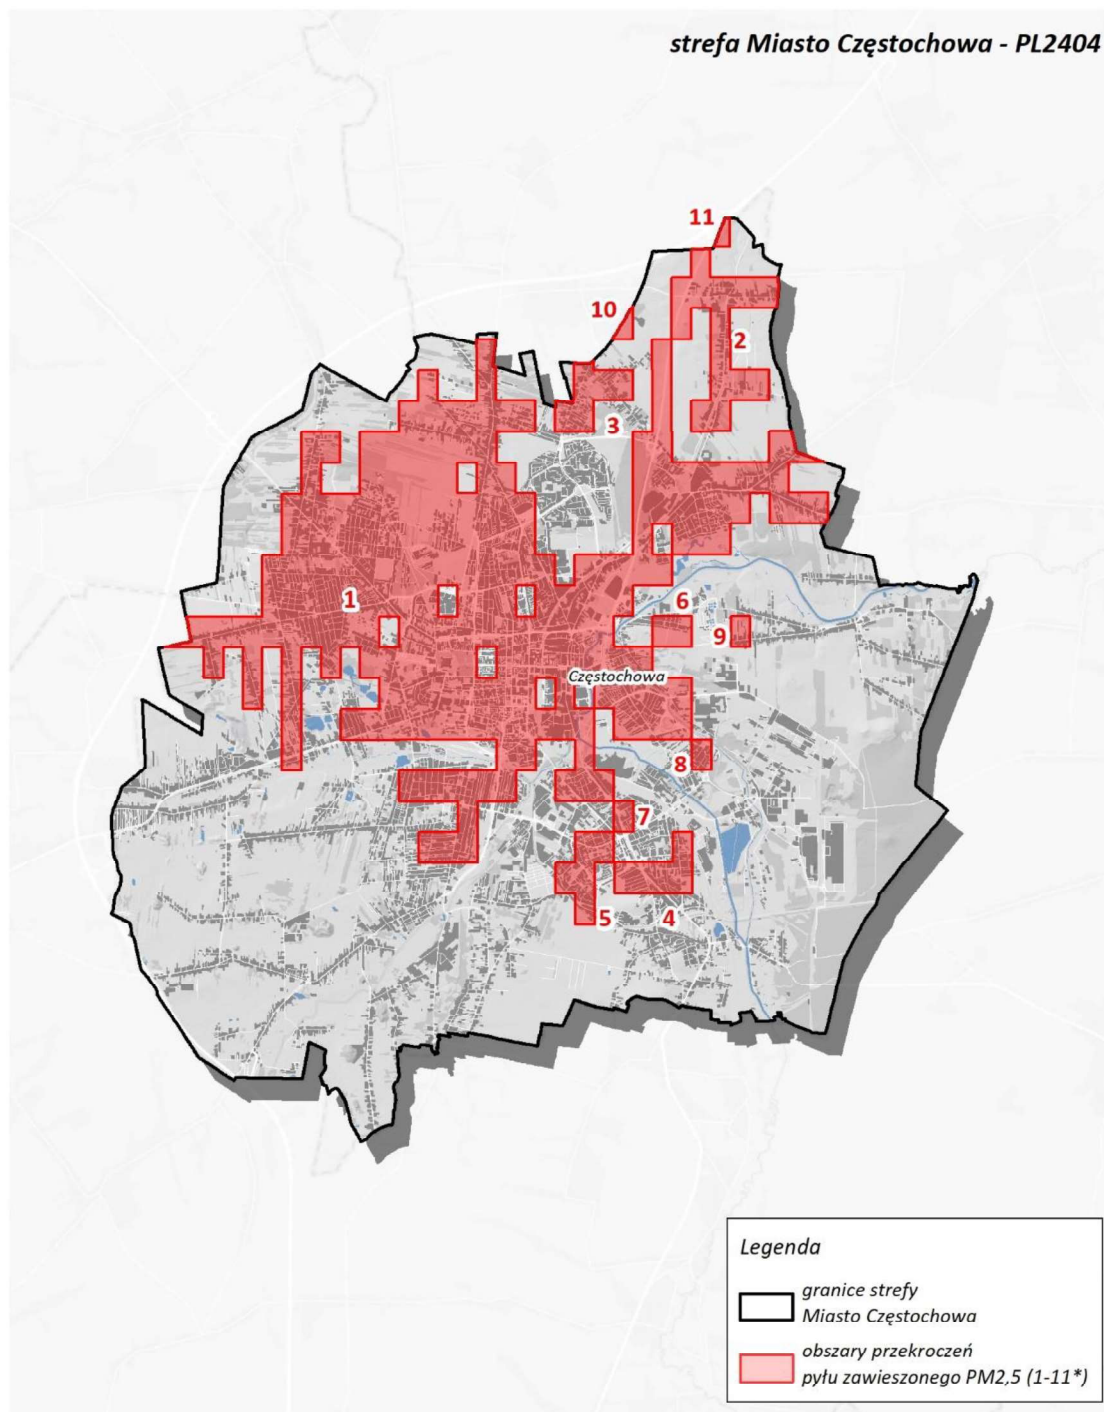 strefa Miasto Częstochowa - PL2404
11
10
2
3
1
6
9
Częstochowa
8
7
5
4
Legenda
granice strefy
Miasto Częstochowa
obszary przekroczeń
pyłu zawieszonego PM2,5 (1-11*)